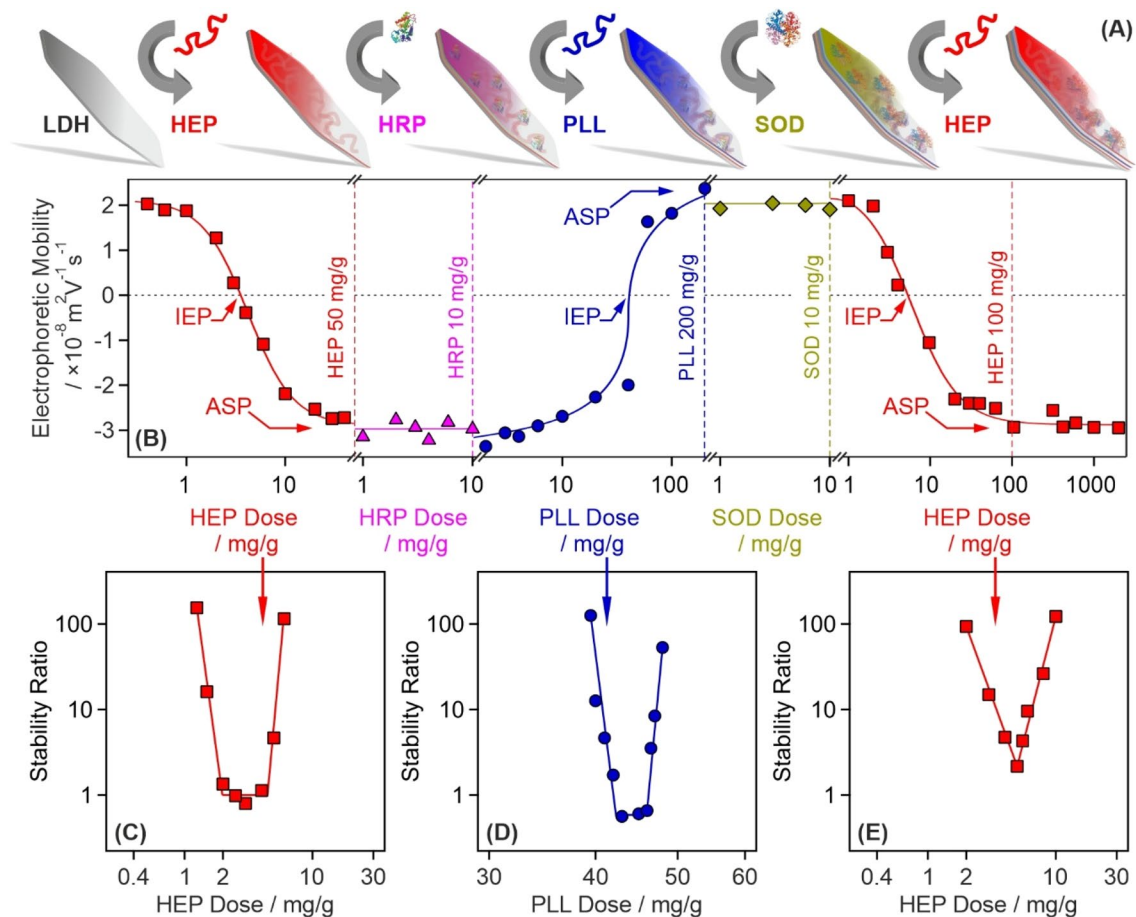 (A)
LDH
HEP
HRP
PLL
SOD
HEP
Electrophoretic Mobility
/ ×10⁻⁸ m² V⁻¹ s⁻¹
2
1
0
-1
-2
-3
(B)
IEP
ASP
HEP 50 mg/g
HRP 10 mg/g
ASP
IEP
PLL 200 mg/g
SOD 10 mg/g
IEP
ASP
HEP 100 mg/g
1 10 1 10 10 100 1 10 1 10 100 1000
HEP Dose
/ mg/g
HRP Dose
/ mg/g
PLL Dose
/ mg/g
SOD Dose
/ mg/g
HEP Dose
/ mg/g
Stability Ratio
100
10
1
(C)
0.4 1 2 10 30
HEP Dose / mg/g
Stability Ratio
100
10
1
(D)
30 40 50 60
PLL Dose / mg/g
Stability Ratio
100
10
1
(E)
0.4 1 2 10 30
HEP Dose / mg/g